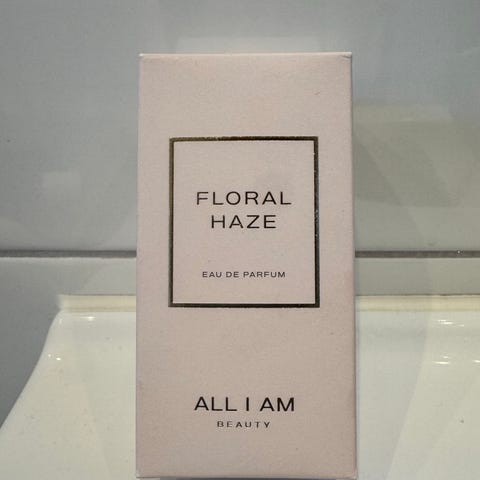 FLORAL
HAZE
EAU DE PARFUM
ALL I AM
BEAUTY